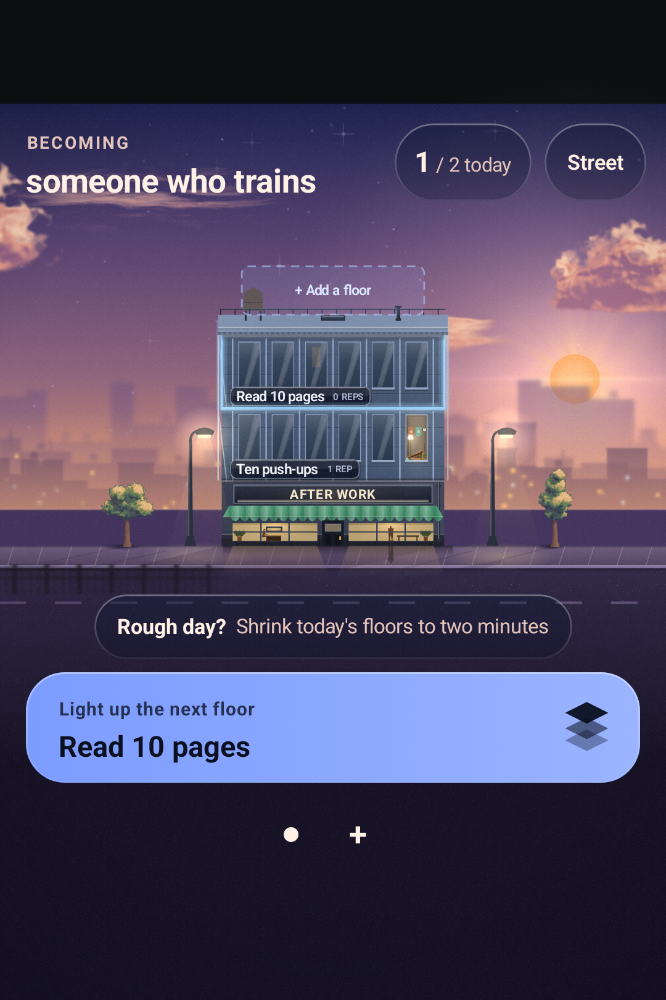 BECOMING
someone who trains
1 / 2 today
Street
+ Add a floor
Read 10 pages 0 REPS
Ten push-ups 1 REP
AFTER WORK
Rough day? Shrink today's floors to two minutes
Light up the next floor
Read 10 pages
+